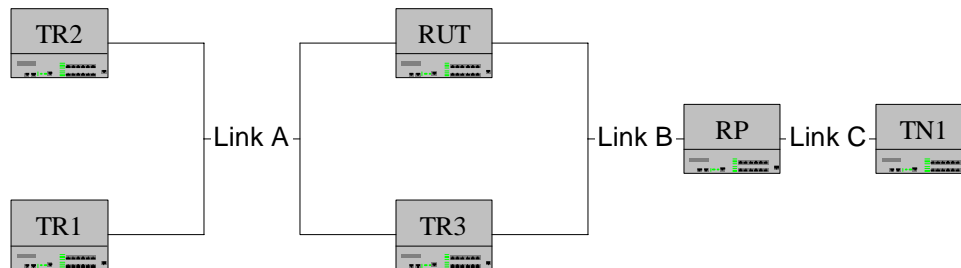 TR2
RUT
Link A
Link B
RP
Link C
TN1
TR1
TR3